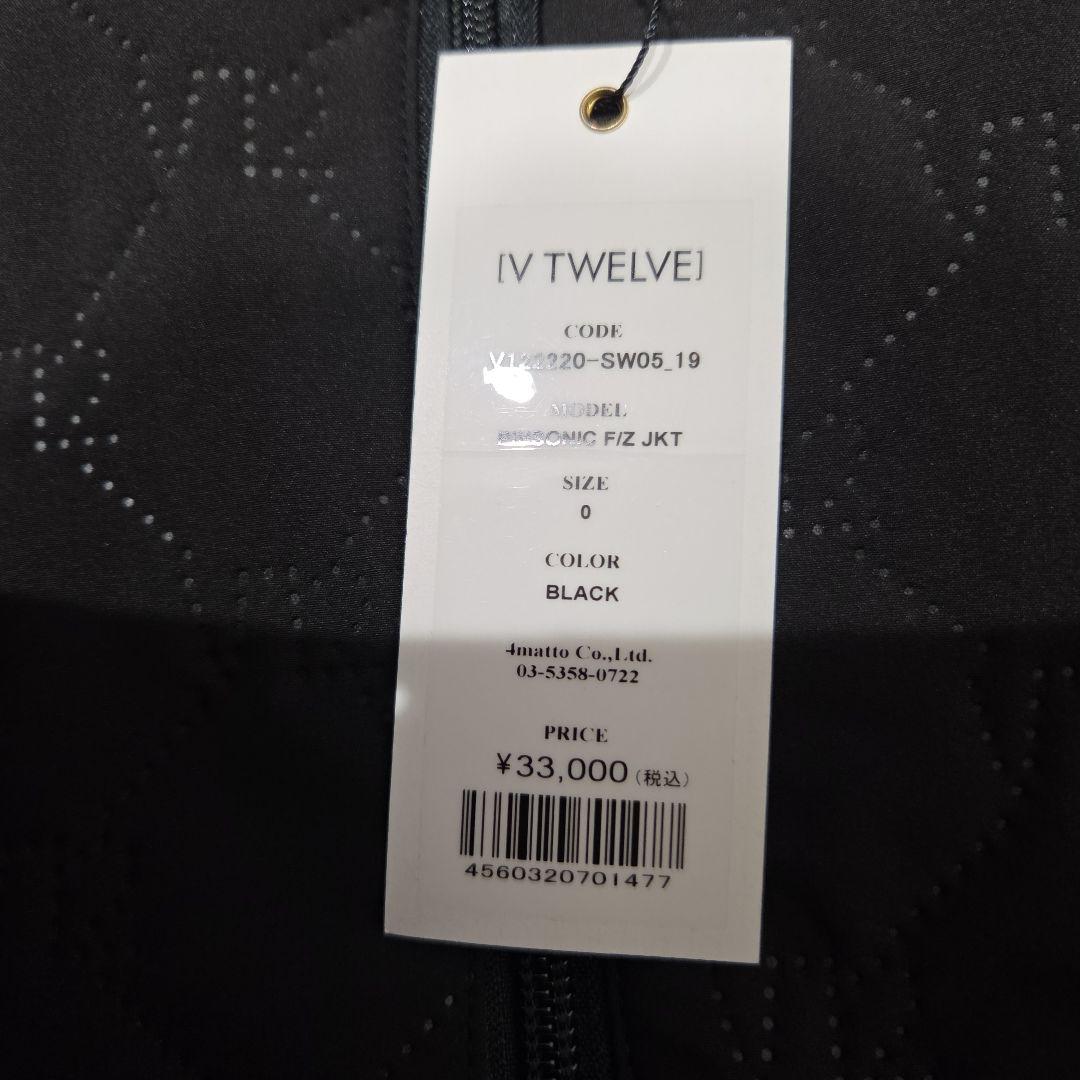 [V TWELVE]
CODE
MODEL
F/Z JKT
SIZE
0
COLOR
BLACK
4matto Co.,Ltd.
03-5358-0722
PRICE
¥33,000(税込)
4560320701477